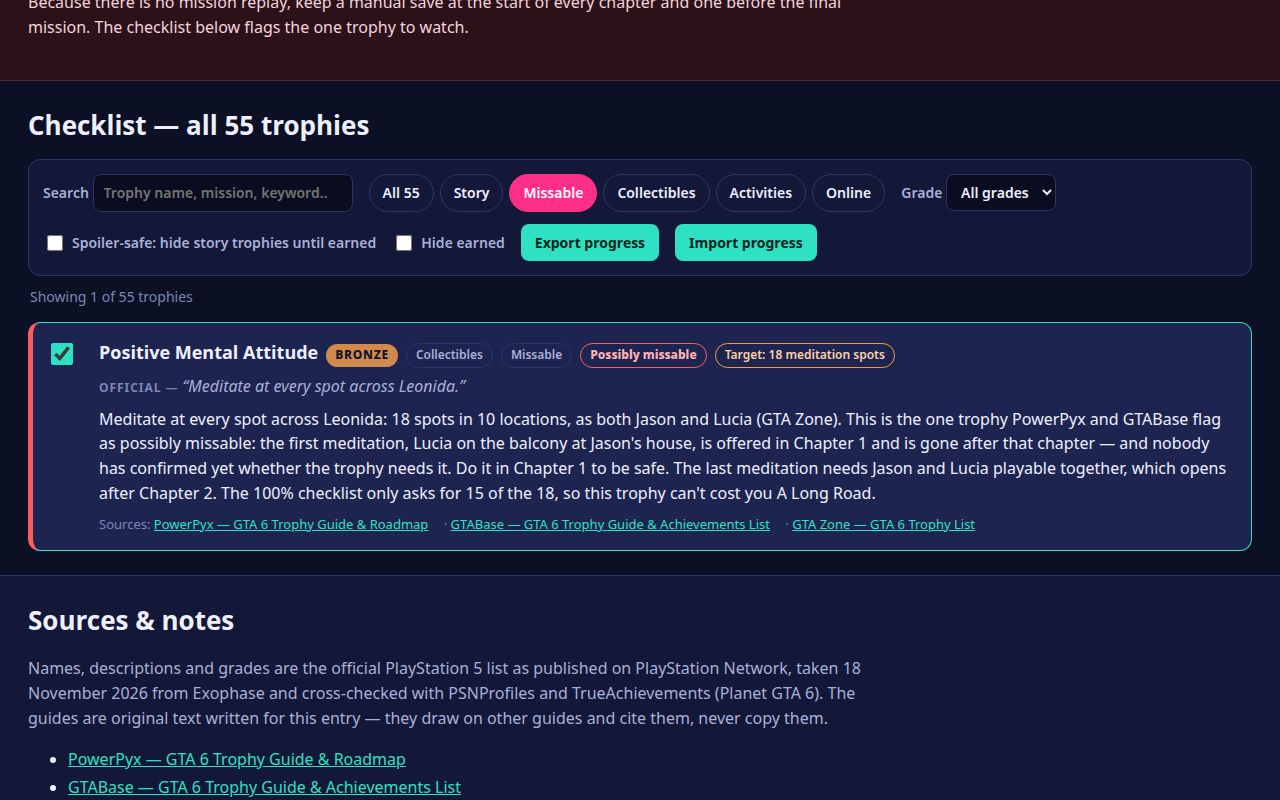 Because there is no mission replay, keep a manual save at the start of every chapter and one before the final
mission. The checklist below flags the one trophy to watch.
Checklist — all 55 trophies
Search Trophy name, mission, keyword.. All 55 Story Missable Collectibles Activities Online Grade All grades
Spoiler-safe: hide story trophies until earned Hide earned Export progress Import progress
Showing 1 of 55 trophies
Positive Mental Attitude BRONZE Collectibles Missable Possibly missable Target: 18 meditation spots
OFFICIAL — “Meditate at every spot across Leonida.”
Meditate at every spot across Leonida: 18 spots in 10 locations, as both Jason and Lucia (GTA Zone). This is the one trophy PowerPyx and GTABase flag
as possibly missable: the first meditation, Lucia on the balcony at Jason's house, is offered in Chapter 1 and is gone after that chapter — and nobody
has confirmed yet whether the trophy needs it. Do it in Chapter 1 to be safe. The last meditation needs Jason and Lucia playable together, which opens
after Chapter 2. The 100% checklist only asks for 15 of the 18, so this trophy can't cost you A Long Road.
Sources: PowerPyx — GTA 6 Trophy Guide & Roadmap · GTABase — GTA 6 Trophy Guide & Achievements List · GTA Zone — GTA 6 Trophy List
Sources & notes
Names, descriptions and grades are the official PlayStation 5 list as published on PlayStation Network, taken 18
November 2026 from Exophase and cross-checked with PSNProfiles and TrueAchievements (Planet GTA 6). The
guides are original text written for this entry — they draw on other guides and cite them, never copy them.
• PowerPyx — GTA 6 Trophy Guide & Roadmap
• GTABase — GTA 6 Trophy Guide & Achievements List